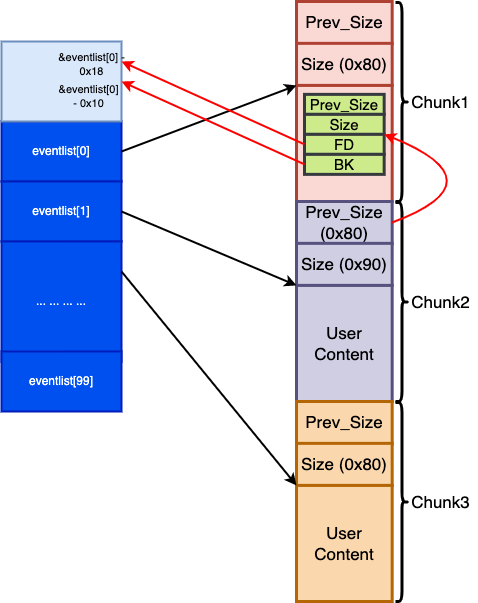 &eventlist[0] -
0x18
&eventlist[0]
- 0x10
eventlist[0]
eventlist[1]
... ... ... ...
eventlist[99]
Prev_Size
Size (0x80)
Prev_Size
Size
FD
BK
Chunk1
Prev_Size
(0x80)
Size (0x90)
User
Content
Chunk2
Prev_Size
Size (0x80)
User
Content
Chunk3